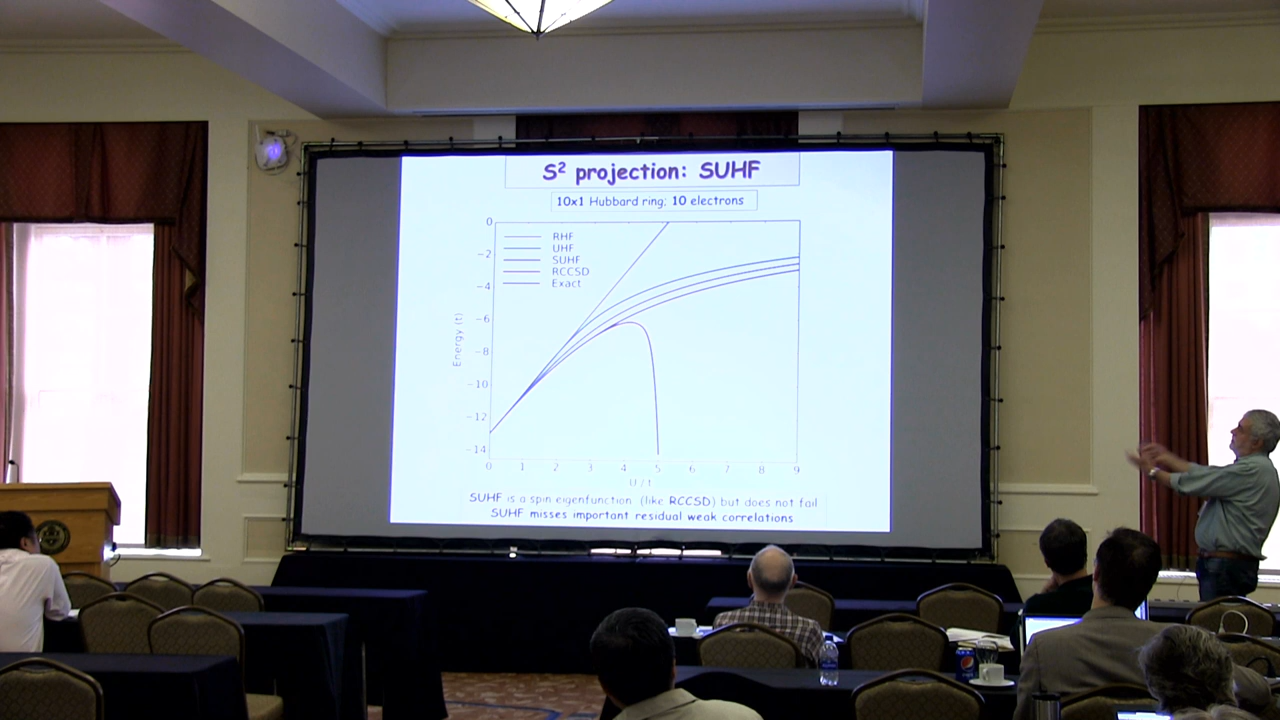 S² projection: SUHF
10x1 Hubbard ring; 10 electrons
RHF
UHF
SUHF
RCCSD
Exact
Energy (t)
0
−2
−4
−6
−8
−10
−12
−14
0 1 2 3 4 5 6 7 8 9
U / t
SUHF is a spin eigenfunction (like RCCSD) but does not fail
SUHF misses important residual weak correlations